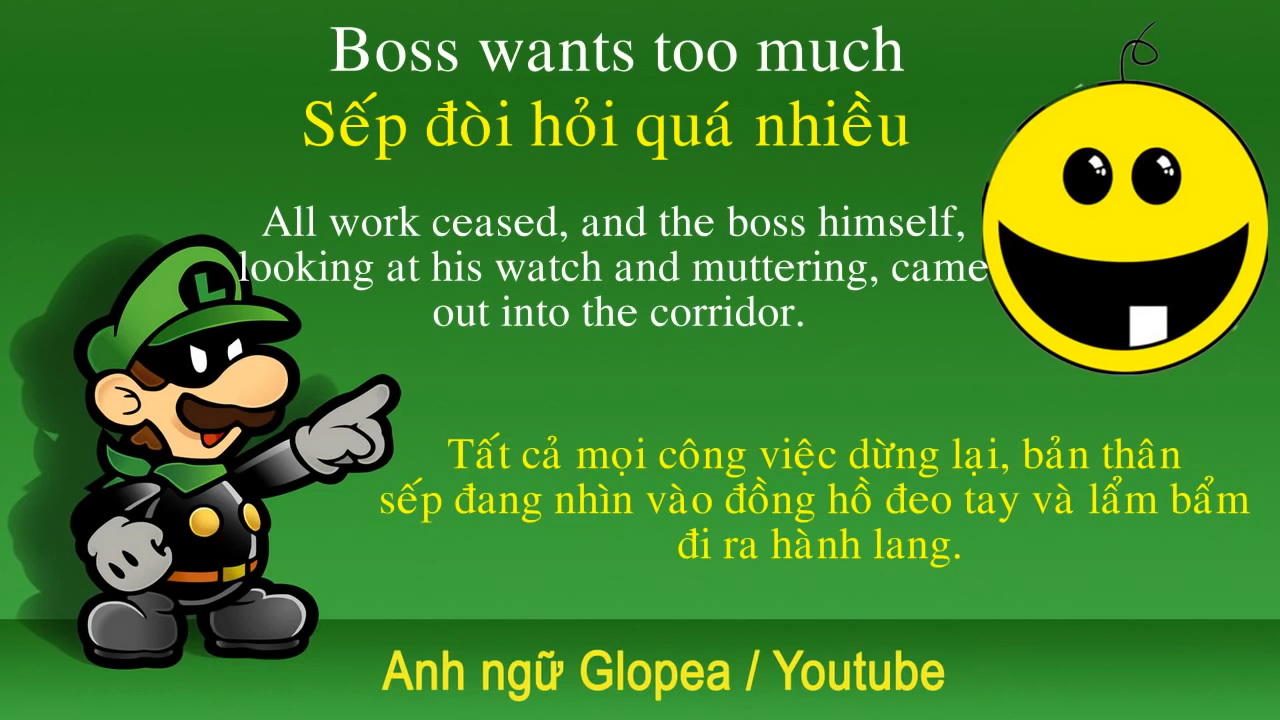 Boss wants too much
Sếp đòi hỏi quá nhiều
All work ceased, and the boss himself,
looking at his watch and muttering, came
out into the corridor.
L
Tất cả mọi công việc dừng lại, bản thân
sếp đang nhìn vào đồng hồ đeo tay và lẩm bẩm
đi ra hành lang.
Anh ngữ Glopea / Youtube